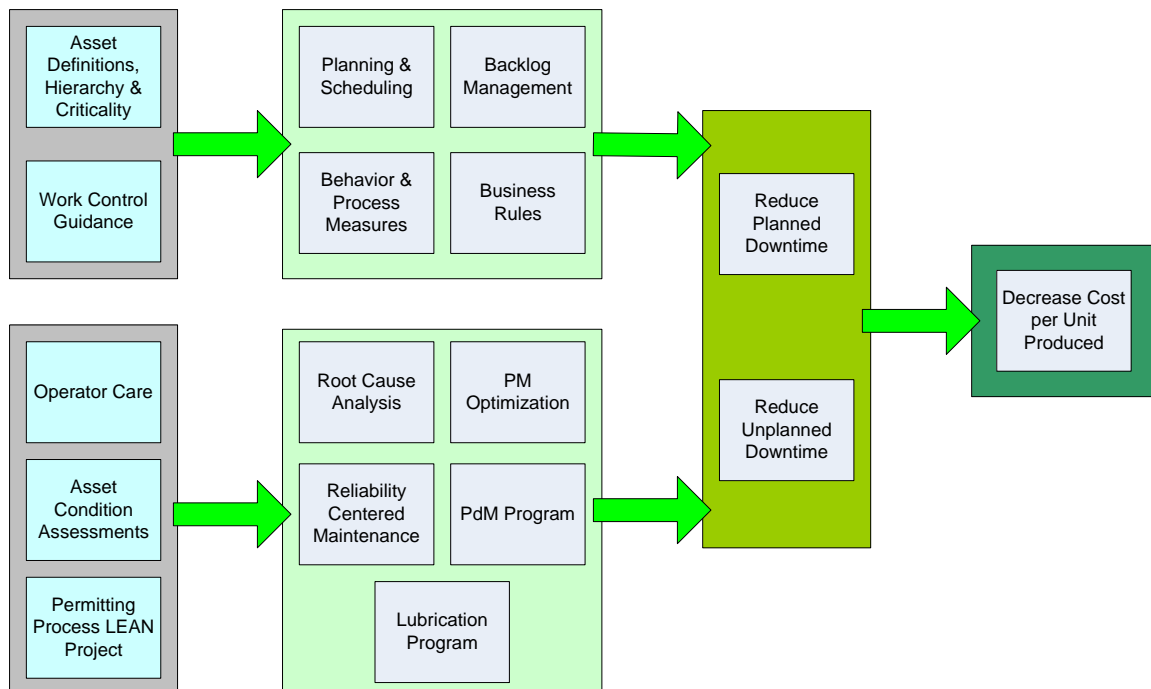 Asset
Definitions,
Hierarchy &
Criticality
Work Control
Guidance
Planning &
Scheduling
Backlog
Management
Behavior &
Process
Measures
Business
Rules
Operator Care
Asset
Condition
Assessments
Permitting
Process LEAN
Project
Root Cause
Analysis
PM
Optimization
Reliability
Centered
Maintenance
PdM Program
Lubrication
Program
Reduce
Planned
Downtime
Reduce
Unplanned
Downtime
Decrease Cost
per Unit
Produced